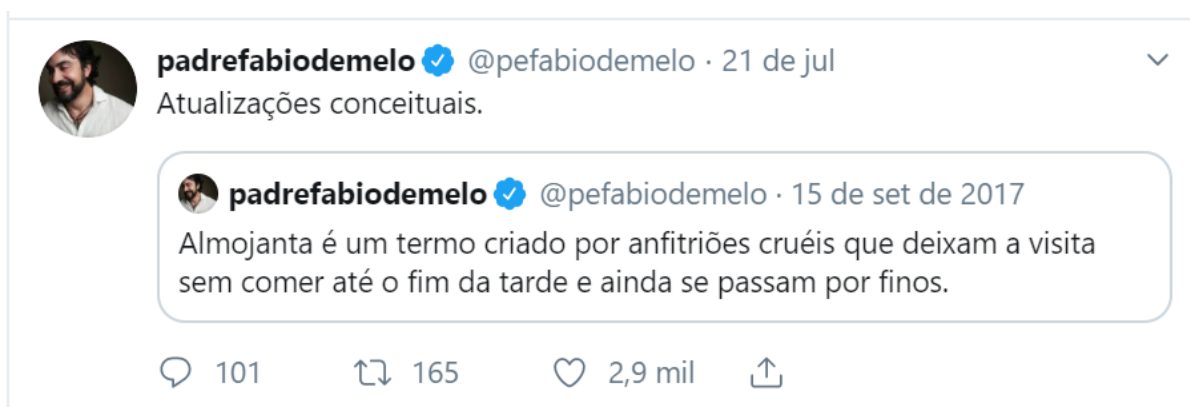 padrefabiodemelo @pefabiodemelo · 21 de jul
Atualizações conceituais.
padrefabiodemelo @pefabiodemelo · 15 de set de 2017
Almojanta é um termo criado por anfitriões cruéis que deixam a visita
sem comer até o fim da tarde e ainda se passam por finos.
101 165 2,9 mil